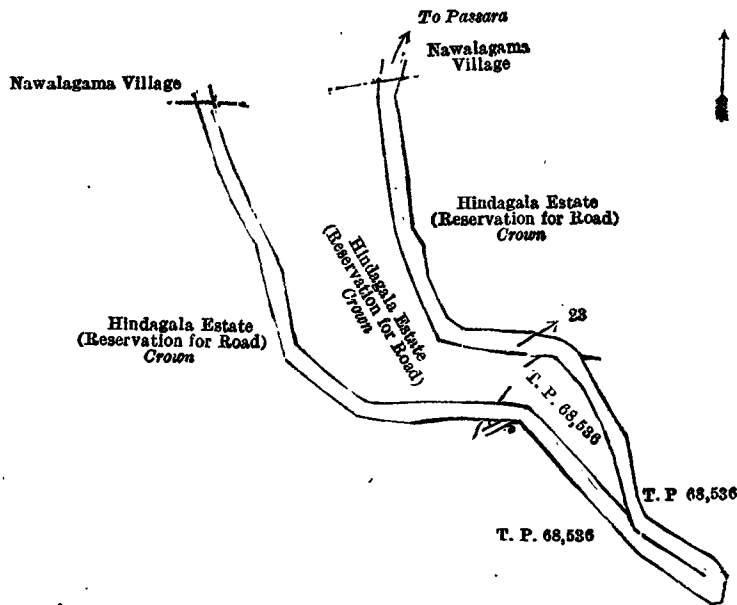 To Passara
Nawalagama
Village
Nawalagama Village
Hindagala Estate
(Reservation for Road)
Crown
Hindagala Estate
(Reservation for Road)
Crown
23
Hindagala Estate
(Reservation for Road)
Crown
T. P. 68,536
T. P 68,536
T. P. 68,536